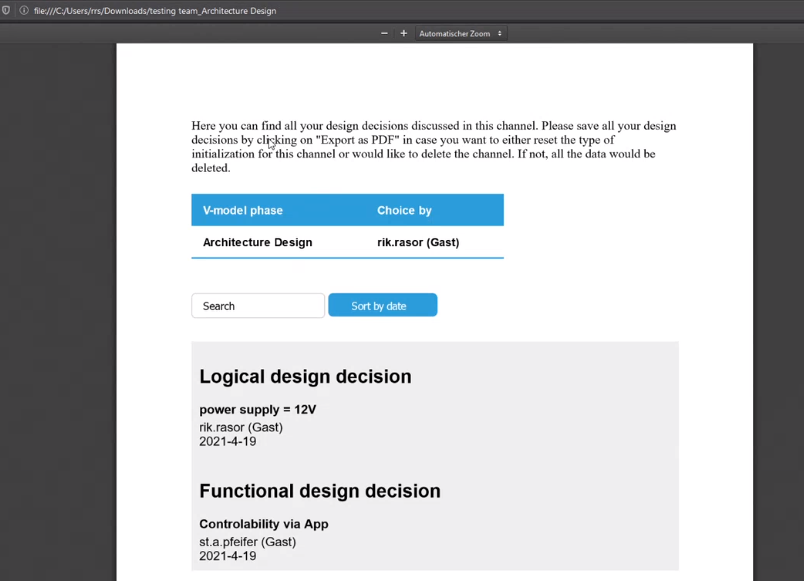 file:///C:/Users/rrs/Downloads/testing team_Architecture Design
− + Automatischer Zoom
Here you can find all your design decisions discussed in this channel. Please save all your design
decisions by clicking on "Export as PDF" in case you want to either reset the type of
initialization for this channel or would like to delete the channel. If not, all the data would be
deleted.
V-model phase Choice by
Architecture Design rik.rasor (Gast)
Search Sort by date
Logical design decision
power supply = 12V
rik.rasor (Gast)
2021-4-19
Functional design decision
Controlability via App
st.a.pfeifer (Gast)
2021-4-19